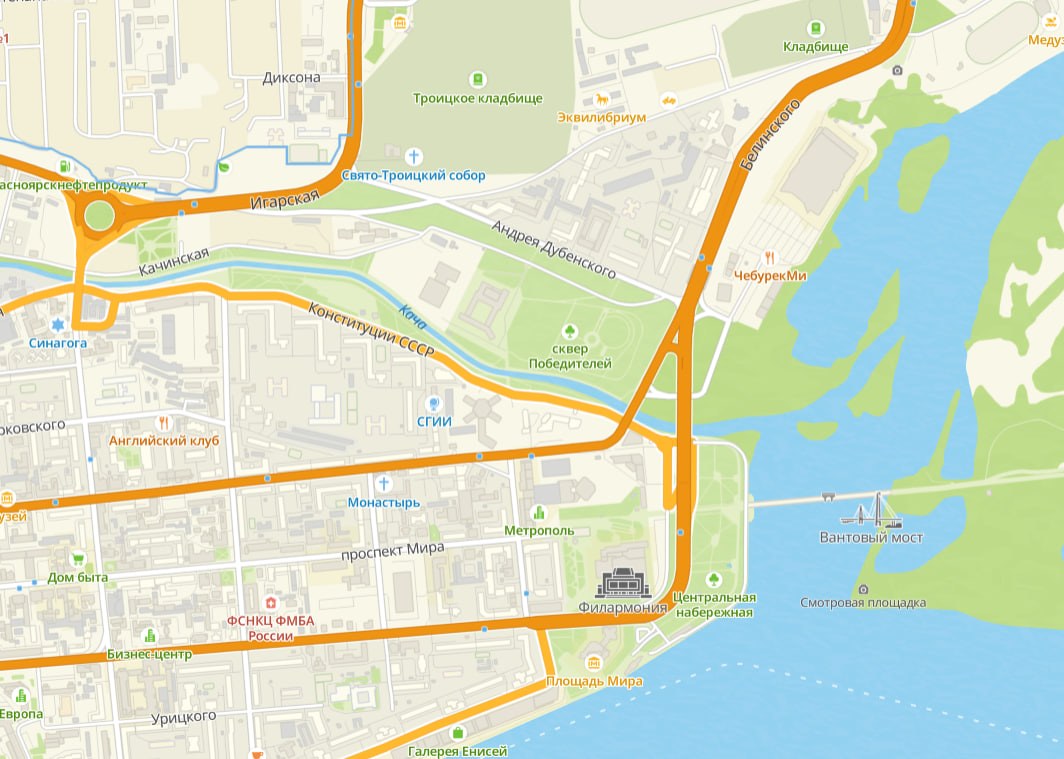 №1
Медуз
Кладбище
Диксона
Троицкое кладбище
Эквилибриум
Белинского
Свято-Троицкий собор
асноярскнефтепродукт
Игарская
Андрея Дубенского
Качинская
ЧебурекМи
Кача
Конституции СССР
Синагога
сквер
Победителей
СГИИ
рковского
Английский клуб
узей
Монастырь
Метрополь
Вантовый мост
проспект Мира
Дом быта
Филармония
Центральная
набережная
Смотровая площадка
ФСНКЦ ФМБА
России
Бизнес-центр
Площадь Мира
Европа
Урицкого
Галерея Енисей